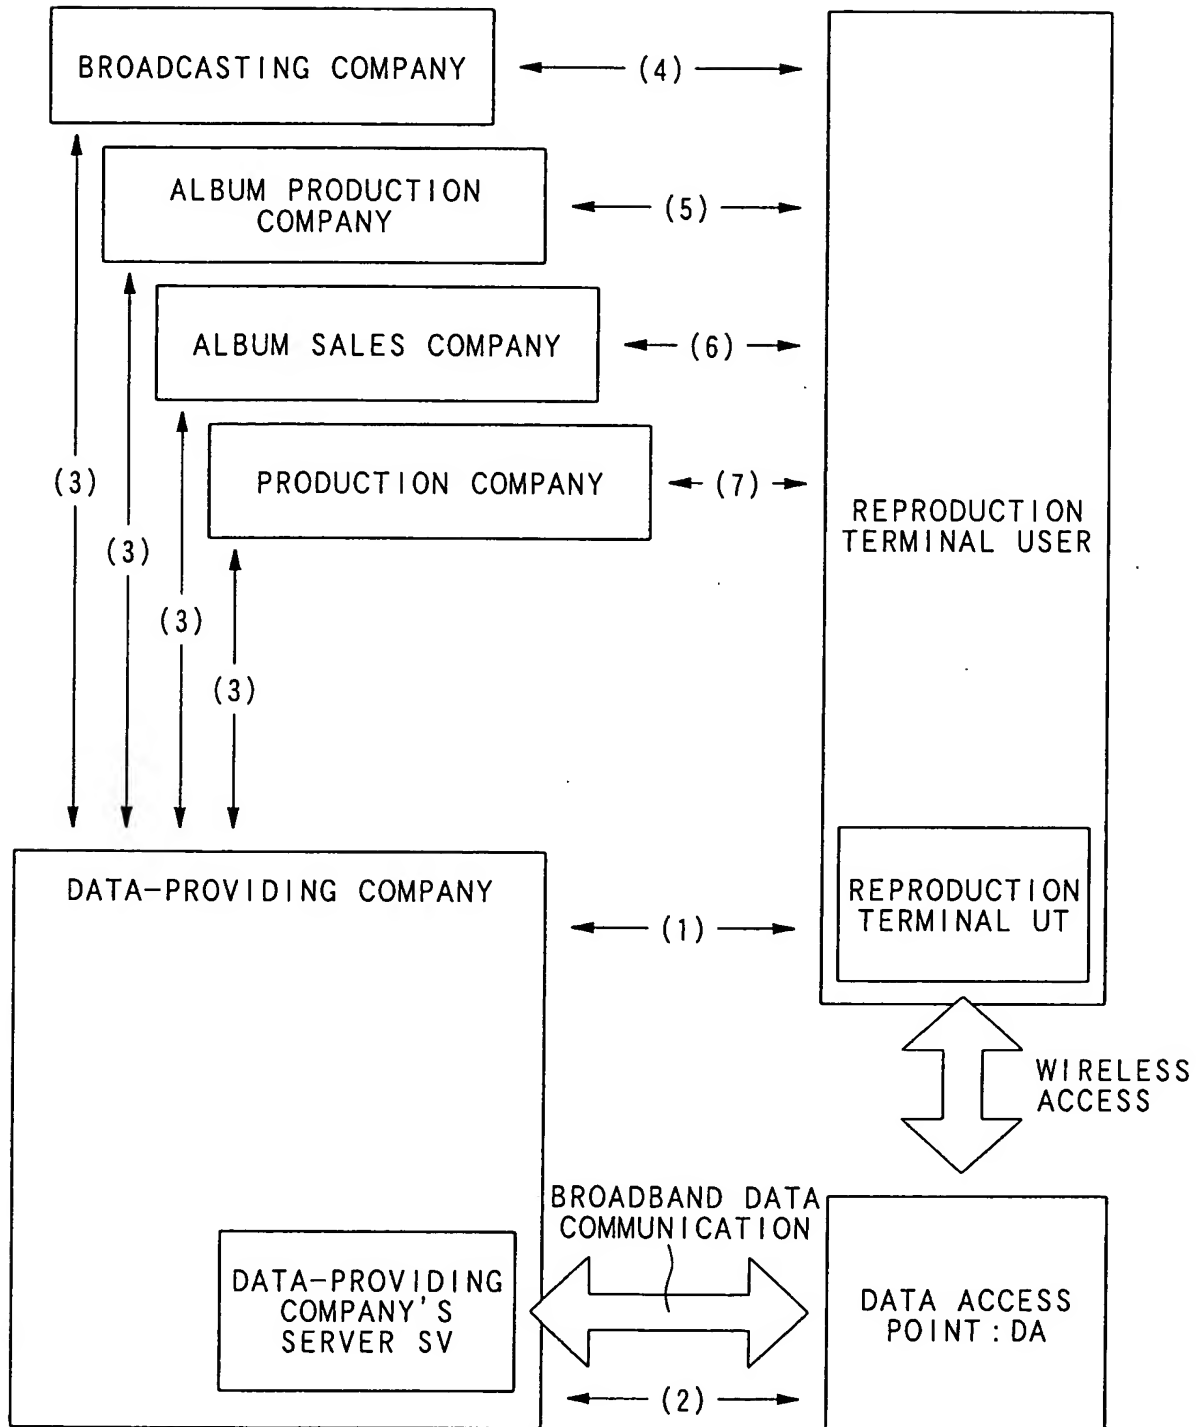 BROADCASTING COMPANY
(4)
ALBUM PRODUCTION
COMPANY
(5)
ALBUM SALES COMPANY
(6)
PRODUCTION COMPANY
(7)
(3)
(3)
(3)
(3)
REPRODUCTION
TERMINAL USER
DATA-PROVIDING COMPANY
(1)
REPRODUCTION
TERMINAL UT
WIRELESS
ACCESS
BROADBAND DATA
COMMUNICATION
DATA-PROVIDING
COMPANY'S
SERVER SV
DATA ACCESS
POINT:DA
(2)